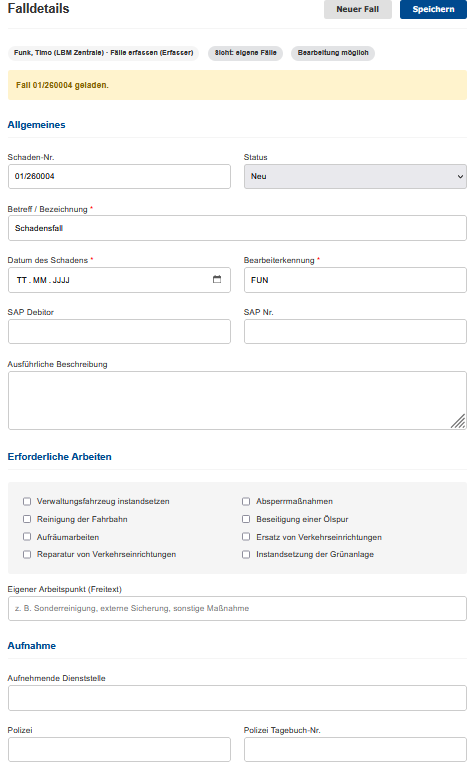 Falldetails
Neuer Fall
Speichern
Funk, Timo (LBM Zentrale) · Fälle erfassen (Erfasser)
Sicht: eigene Fälle
Bearbeitung möglich
Fall 01/260004 geladen.
Allgemeines
Schaden-Nr.
Status
01/260004
Neu
Betreff / Bezeichnung *
Schadensfall
Datum des Schadens *
Bearbeiterkennung *
TT . MM . JJJJ
FUN
SAP Debitor
SAP Nr.
Ausführliche Beschreibung
Erforderliche Arbeiten
Verwaltungsfahrzeug instandsetzen
Absperrmaßnahmen
Reinigung der Fahrbahn
Beseitigung einer Ölspur
Aufräumarbeiten
Ersatz von Verkehrseinrichtungen
Reparatur von Verkehrseinrichtungen
Instandsetzung der Grünanlage
Eigener Arbeitspunkt (Freitext)
z. B. Sonderreinigung, externe Sicherung, sonstige Maßnahme
Aufnahme
Aufnehmende Dienststelle
Polizei
Polizei Tagebuch-Nr.